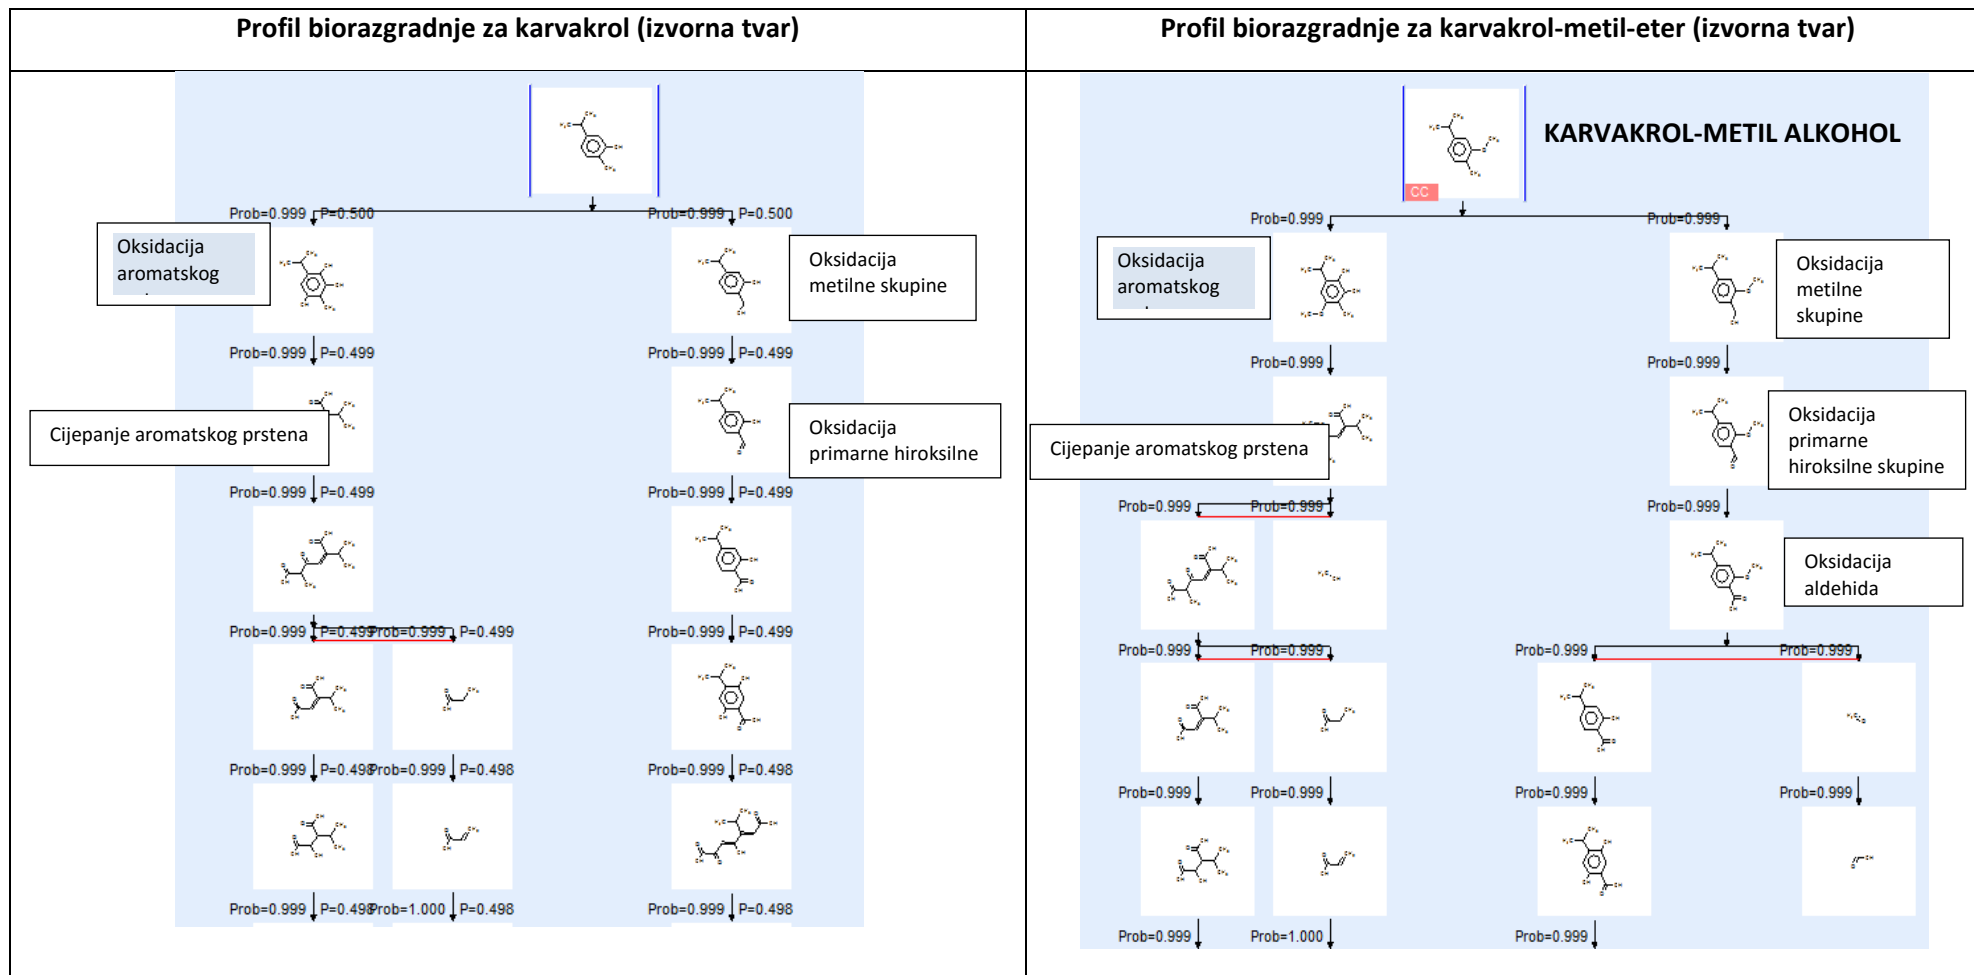 Profil biorazgradnje za karvakrol (izvorna tvar)
Profil biorazgradnje za karvakrol-metil-eter (izvorna tvar)
Prob=0.999 P=0.500 Prob=0.999 P=0.500
Oksidacija
aromatskog
Oksidacija
metilne skupine
Prob=0.999 P=0.499 Prob=0.999 P=0.499
Cijepanje aromatskog prstena
Oksidacija
primarne hiroksilne
Prob=0.999 P=0.499 Prob=0.999 P=0.499
Prob=0.999 P=0.499 Prob=0.999 P=0.499 Prob=0.999 P=0.499
Prob=0.999 P=0.498 Prob=0.999 P=0.498 Prob=0.999 P=0.498
Prob=0.999 P=0.498 Prob=1.000 P=0.498 Prob=0.999 P=0.498
KARVAKROL-METIL ALKOHOL
CC
Prob=0.999 Prob=0.999
Oksidacija
aromatskog
Oksidacija
metilne
skupine
Prob=0.999 Prob=0.999
Cijepanje aromatskog prstena
Oksidacija
primarne
hiroksilne skupine
Prob=0.999 Prob=0.999 Prob=0.999
Oksidacija
aldehida
Prob=0.999 Prob=0.999 Prob=0.999 Prob=0.999
Prob=0.999 Prob=0.999 Prob=0.999 Prob=0.999
Prob=0.999 Prob=1.000 Prob=0.999